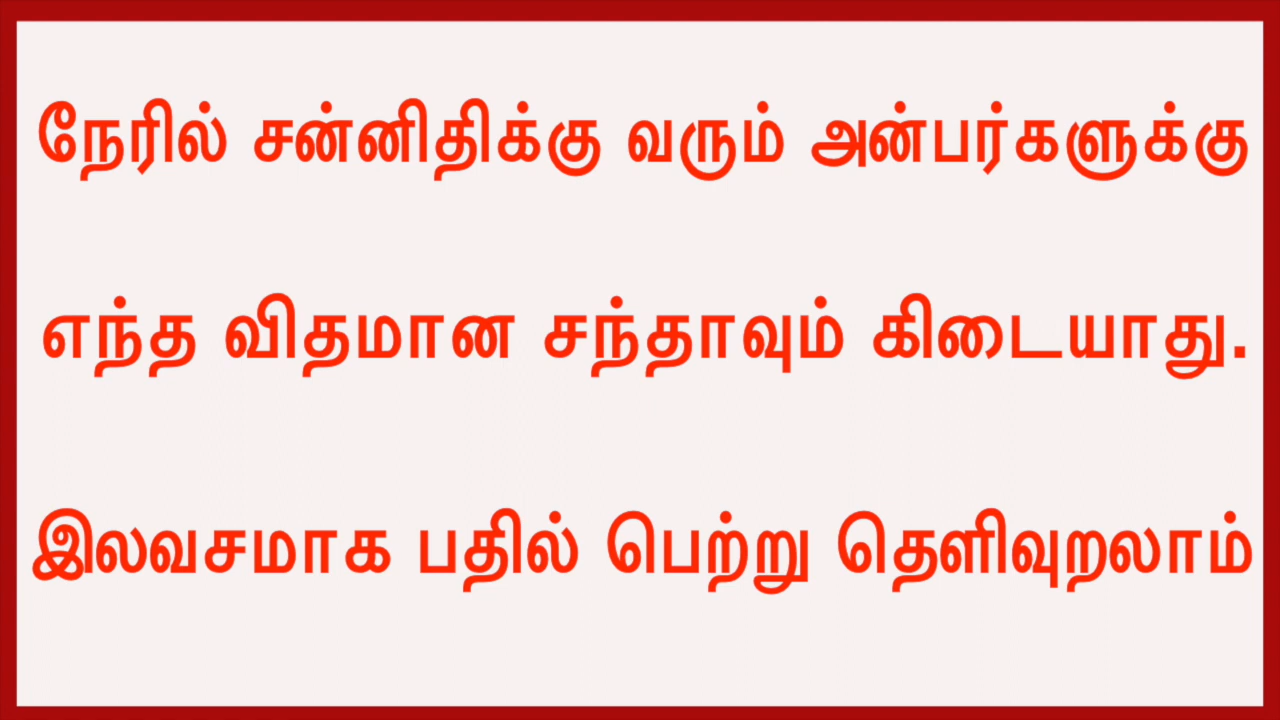 நேரில் சன்னிதிக்கு வரும் அன்பர்களுக்கு
எந்த விதமான சந்தாவும் கிடையாது.
இலவசமாக பதில் பெற்று தெளிவுறலாம்